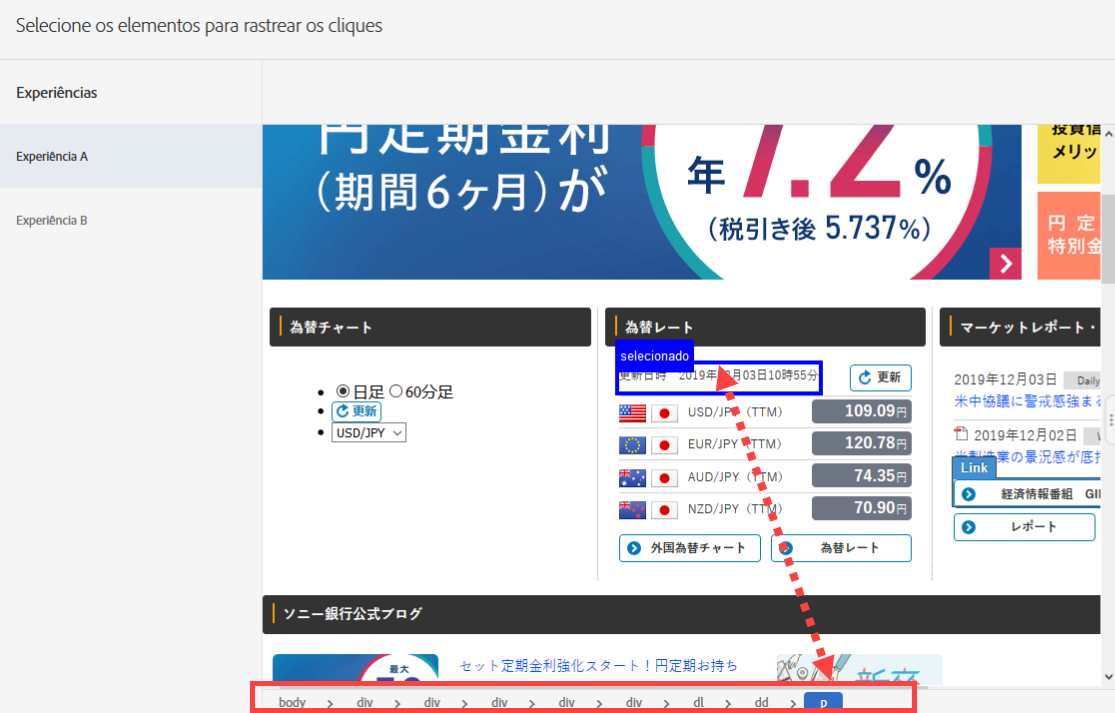 Selecione os elementos para rastrear os cliques
Experiências
Experiência A
Experiência B
円定期金利
(期間6ヶ月)が
年7.2%
(税引き後 5.737%)
投資信
メリッ
円 定
特別金
為替チャート
日足 60分足
更新
USD/JPY
為替レート
selecionado
更新日時 2019年12月03日10時55分
更新
USD/JPY (TTM) 109.09円
EUR/JPY (TTM) 120.78円
AUD/JPY (TTM) 74.35円
NZD/JPY (TTM) 70.90円
外国為替チャート
為替レート
マーケットレポート・
2019年12月03日 Daily
米中協議に警戒感強まる
2019年12月02日
米製造業の景況感が底打
Link
経済情報番組 GI
レポート
ソニー銀行公式ブログ
最大
セット定期金利強化スタート!円定期お持ち
body > div > div > div > div > div > dl > dd > p